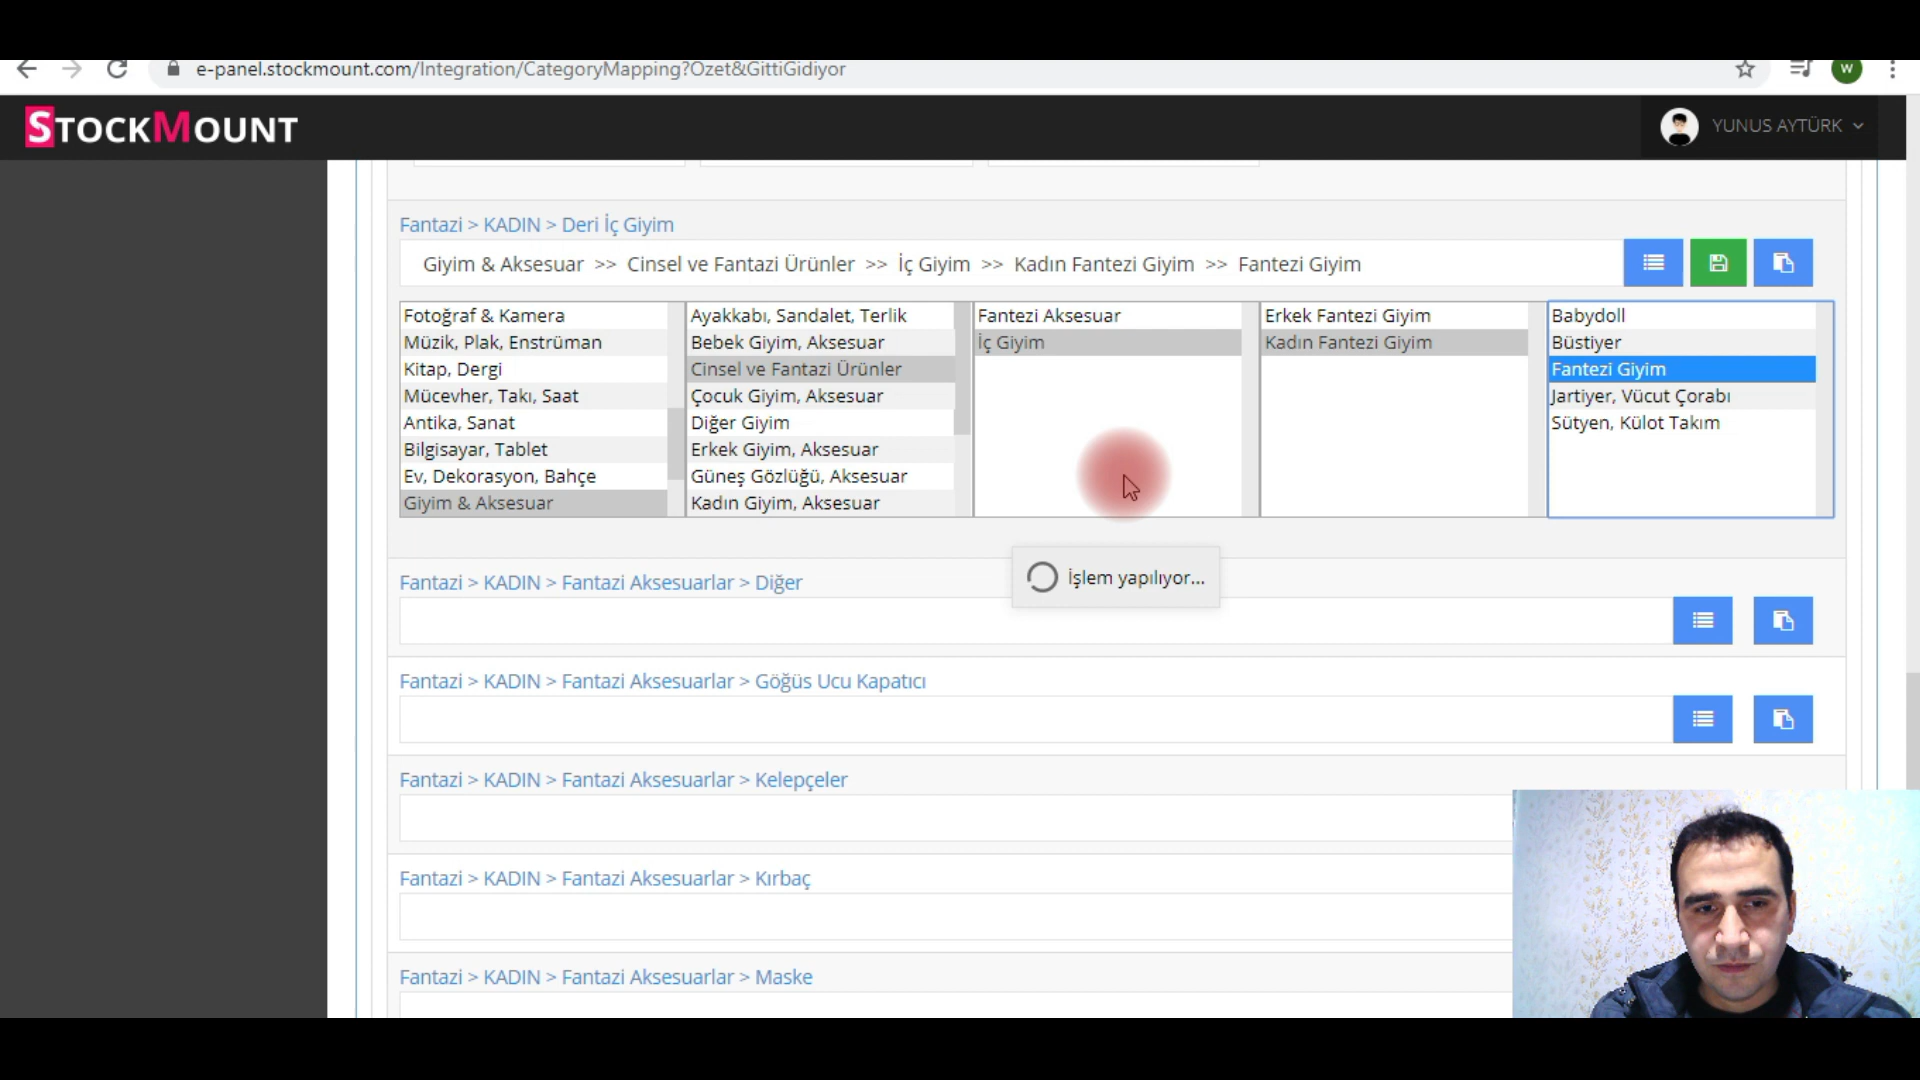 e-panel.stockmount.com/Integration/CategoryMapping?Ozet&GittiGidiyor
W
STOCKMOUNT
YUNUS AYTÜRK
Fantazi > KADIN > Deri İç Giyim
Giyim & Aksesuar >> Cinsel ve Fantazi Ürünler >> İç Giyim >> Kadın Fantezi Giyim >> Fantezi Giyim
Fotoğraf & Kamera
Müzik, Plak, Enstrüman
Kitap, Dergi
Mücevher, Takı, Saat
Antika, Sanat
Bilgisayar, Tablet
Ev, Dekorasyon, Bahçe
Giyim & Aksesuar
Ayakkabı, Sandalet, Terlik
Bebek Giyim, Aksesuar
Cinsel ve Fantazi Ürünler
Çocuk Giyim, Aksesuar
Diğer Giyim
Erkek Giyim, Aksesuar
Güneş Gözlüğü, Aksesuar
Kadın Giyim, Aksesuar
Fantezi Aksesuar
İç Giyim
Erkek Fantezi Giyim
Kadın Fantezi Giyim
Babydoll
Büstiyer
Fantezi Giyim
Jartiyer, Vücut Çorabı
Sütyen, Külot Takım
İşlem yapılıyor...
Fantazi > KADIN > Fantazi Aksesuarlar > Diğer
Fantazi > KADIN > Fantazi Aksesuarlar > Göğüs Ucu Kapatıcı
Fantazi > KADIN > Fantazi Aksesuarlar > Kelepçeler
Fantazi > KADIN > Fantazi Aksesuarlar > Kırbaç
Fantazi > KADIN > Fantazi Aksesuarlar > Maske